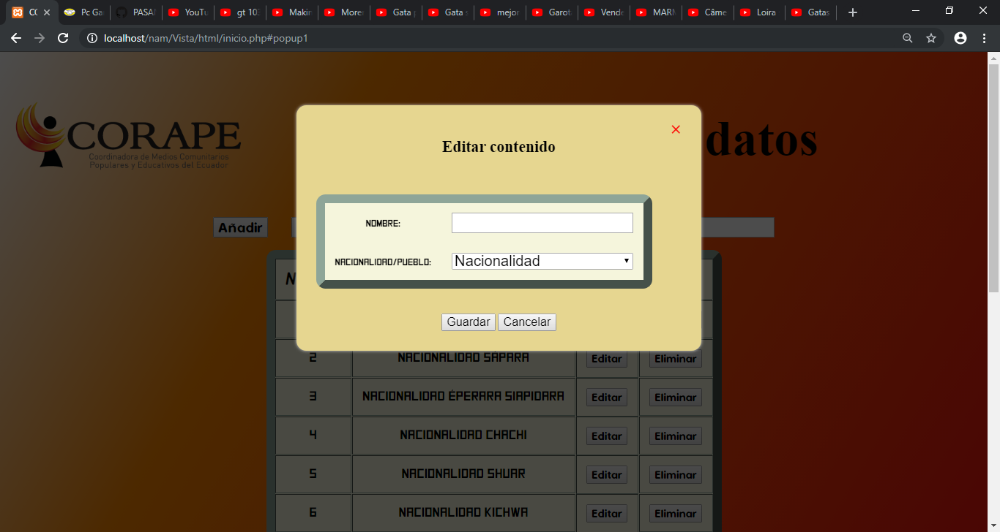 CC
Pc Ga
PASAI
YouTu
gt 103
Makin
More
Gata
Gata
mejor
Garot
Vende
MARI
Câme
Loira
Gatas
localhost/nam/Vista/html/inicio.php#popup1
CORAPE
Coordinadora de Medios Comunitarios
Populares y Educativos del Ecuador
datos
Editar contenido
Añadir
NOMBRE:
NACIONALIDAD/PUEBLO: Nacionalidad
Guardar Cancelar
N
2 NACIONALIDAD SÁPARA Editar Eliminar
3 NACIONALIDAD ÉPERARA SIAPIDARA Editar Eliminar
4 NACIONALIDAD CHACHI Editar Eliminar
5 NACIONALIDAD SHUAR Editar Eliminar
6 NACIONALIDAD KICHWA Editar Eliminar